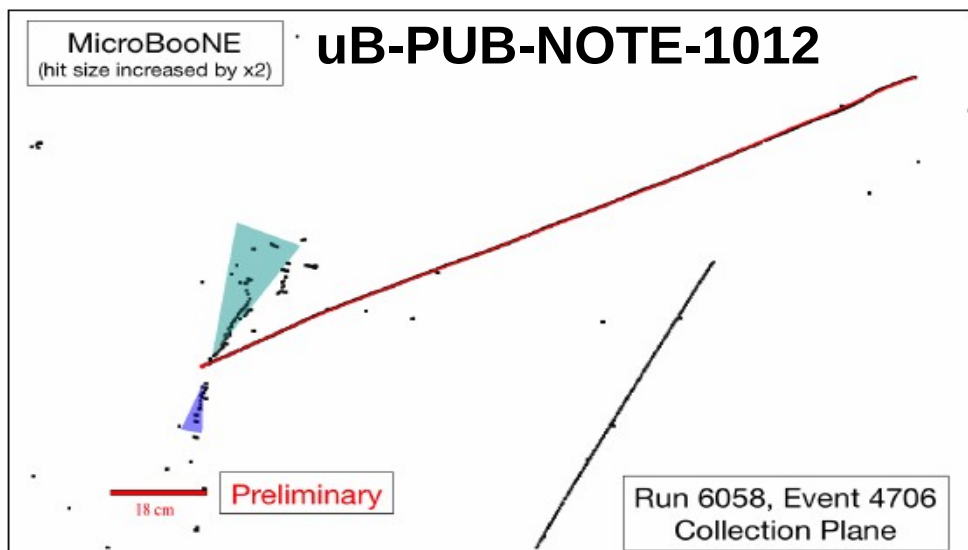 MicroBooNE
(hit size increased by x2)
uB-PUB-NOTE-1012
18 cm
Preliminary
Run 6058, Event 4706
Collection Plane